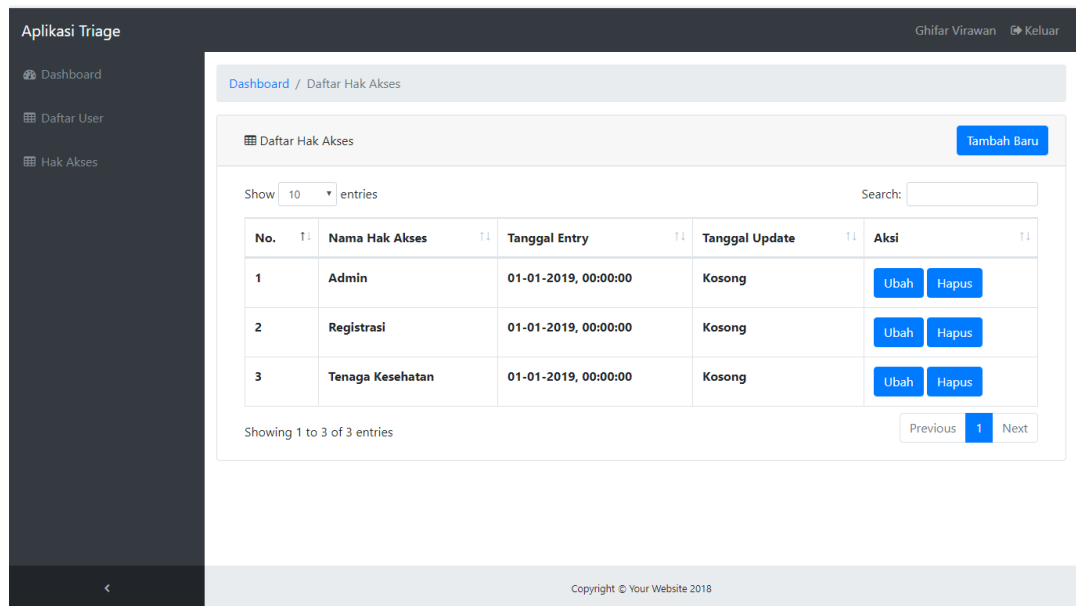 Aplikasi Triage
Ghifar Virawan Keluar
Dashboard
Daftar User
Hak Akses
Dashboard / Daftar Hak Akses
Daftar Hak Akses
Tambah Baru
Show 10 entries
Search:
No. Nama Hak Akses Tanggal Entry Tanggal Update Aksi
1 Admin 01-01-2019, 00:00:00 Kosong Ubah Hapus
2 Registrasi 01-01-2019, 00:00:00 Kosong Ubah Hapus
3 Tenaga Kesehatan 01-01-2019, 00:00:00 Kosong Ubah Hapus
Showing 1 to 3 of 3 entries
Previous 1 Next
Copyright © Your Website 2018